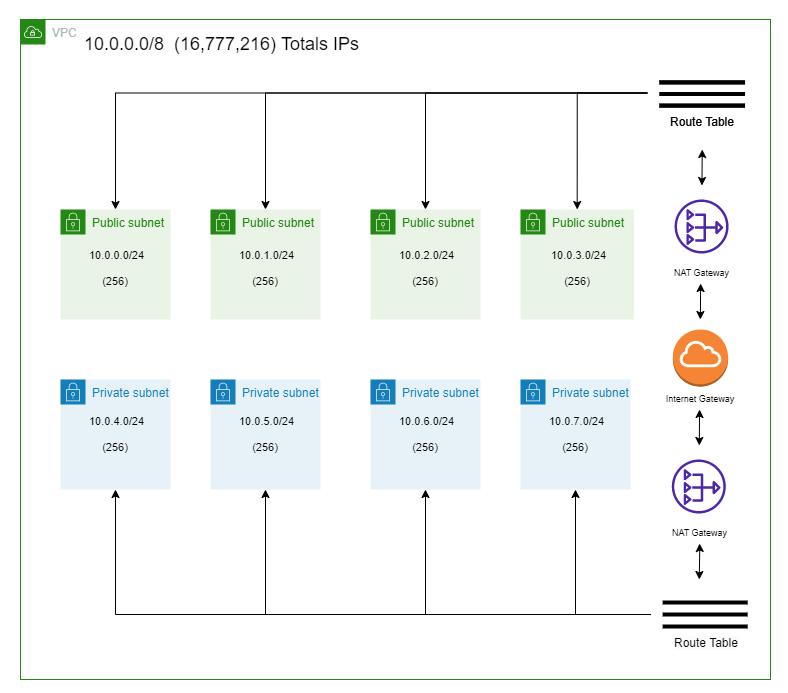 VPC
10.0.0.0/8 (16,777,216) Totals IPs
Route Table
Public subnet
10.0.0.0/24
(256)
Public subnet
10.0.1.0/24
(256)
Public subnet
10.0.2.0/24
(256)
Public subnet
10.0.3.0/24
(256)
NAT Gateway
Internet Gateway
Private subnet
10.0.4.0/24
(256)
Private subnet
10.0.5.0/24
(256)
Private subnet
10.0.6.0/24
(256)
Private subnet
10.0.7.0/24
(256)
NAT Gateway
Route Table